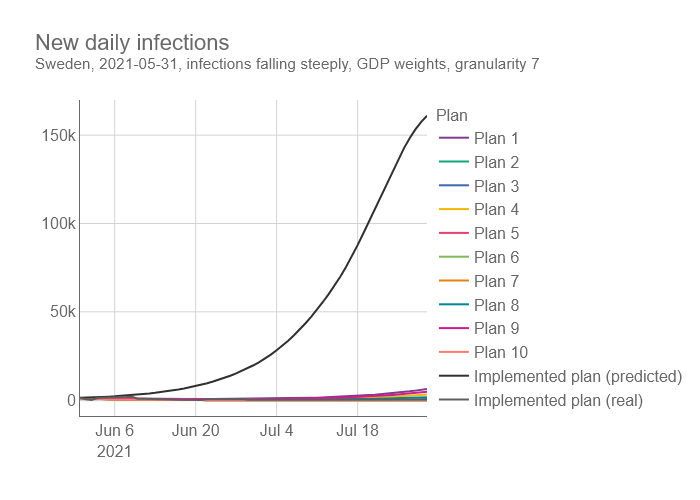 New daily infections
Sweden, 2021-05-31, infections falling steeply, GDP weights, granularity 7
Plan
150k
Plan 1
Plan 2
Plan 3
Plan 4
100k
Plan 5
Plan 6
Plan 7
50k
Plan 8
Plan 9
Plan 10
Implemented plan (predicted)
0
Implemented plan (real)
Jun 6
Jun 20
Jul 4
Jul 18
2021